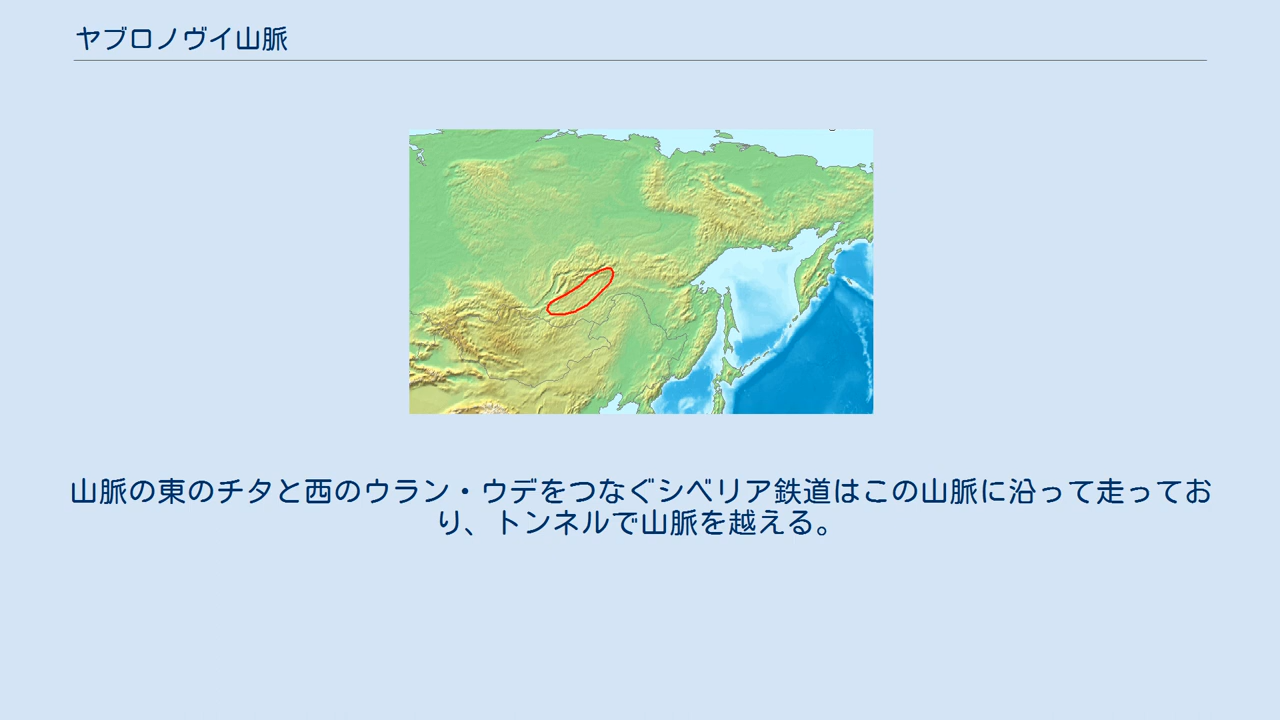 ヤブロノヴイ山脈
山脈の東のチタと西のウラン・ウデをつなぐシベリア鉄道はこの山脈に沿って走ってお
り、トンネルで山脈を越える。